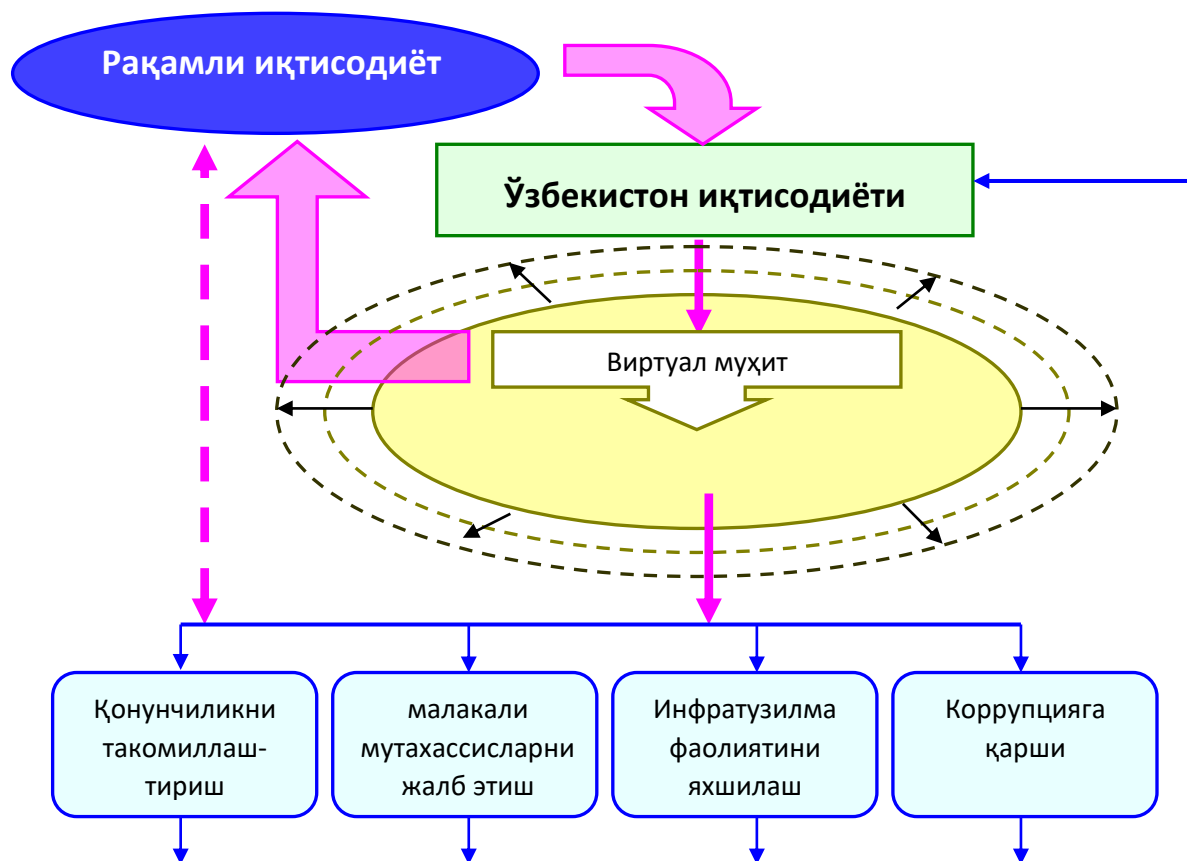 Рақамли иқтисодиёт
Ўзбекистон иқтисодиёти
Виртуал муҳит
Қонунчиликни
такомиллаш-
тириш
малакали
мутахассисларни
жалб этиш
Инфратузилма
фаолиятини
яхшилаш
Коррупцияга
қарши